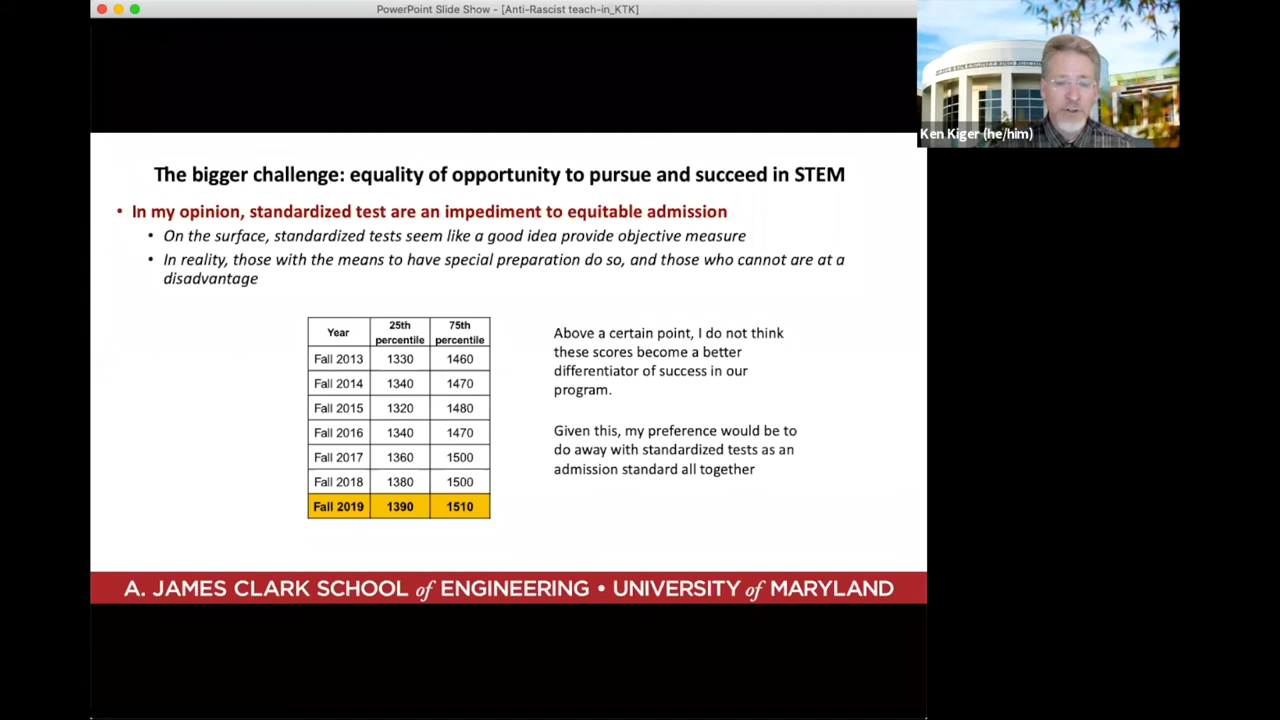 PowerPoint Slide Show - [Anti-Rascist teach-in_KTK]
Ken Kiger (he/him)
The bigger challenge: equality of opportunity to pursue and succeed in STEM
• In my opinion, standardized test are an impediment to equitable admission
• On the surface, standardized tests seem like a good idea provide objective measure
• In reality, those with the means to have special preparation do so, and those who cannot are at a
disadvantage
Year 25th percentile 75th percentile
Fall 2013 1330 1460
Fall 2014 1340 1470
Fall 2015 1320 1480
Fall 2016 1340 1470
Fall 2017 1360 1500
Fall 2018 1380 1500
Fall 2019 1390 1510
Above a certain point, I do not think
these scores become a better
differentiator of success in our
program.
Given this, my preference would be to
do away with standardized tests as an
admission standard all together
A. JAMES CLARK SCHOOL of ENGINEERING • UNIVERSITY of MARYLAND